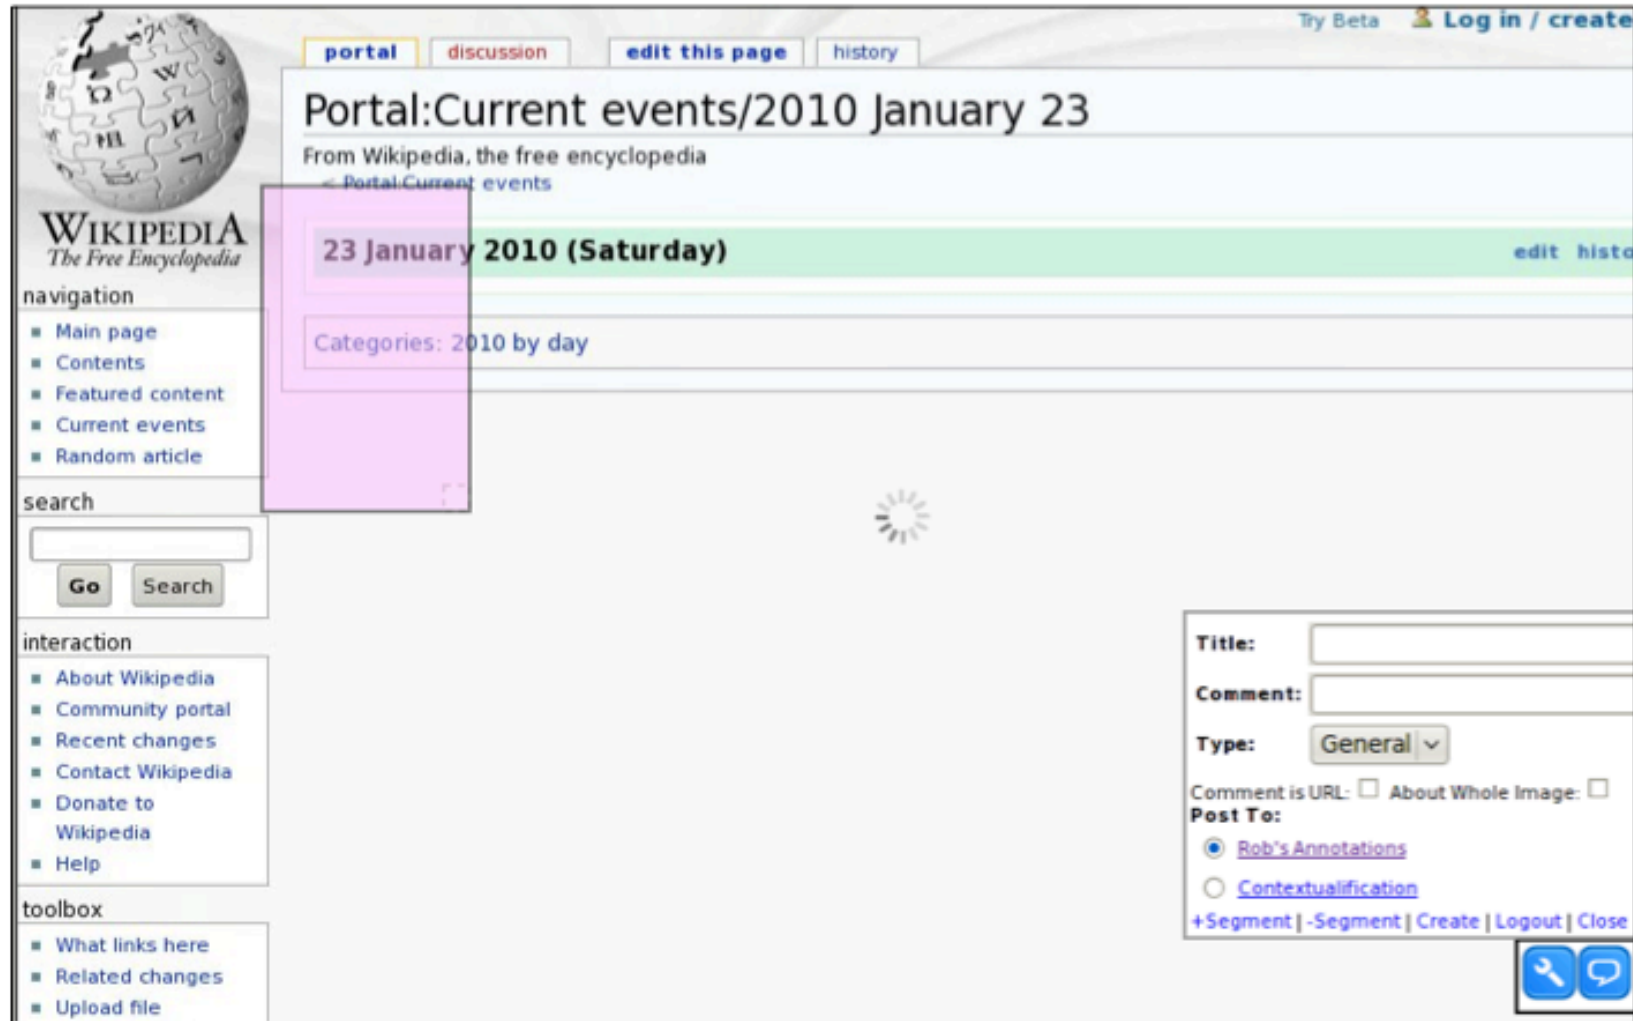 Try Beta Log in / create
portal discussion edit this page history
Portal:Current events/2010 January 23
From Wikipedia, the free encyclopedia
< Portal:Current events
WIKIPEDIA
The Free Encyclopedia
23 January 2010 (Saturday) edit histo
Categories: 2010 by day
navigation
Main page
Contents
Featured content
Current events
Random article
search
Go Search
interaction
About Wikipedia
Community portal
Recent changes
Contact Wikipedia
Donate to
Wikipedia
Help
toolbox
What links here
Related changes
Upload file
Title:
Comment:
Type: General
Comment is URL: About Whole Image:
Post To:
Rob's Annotations
Contextualification
+Segment | -Segment | Create | Logout | Close